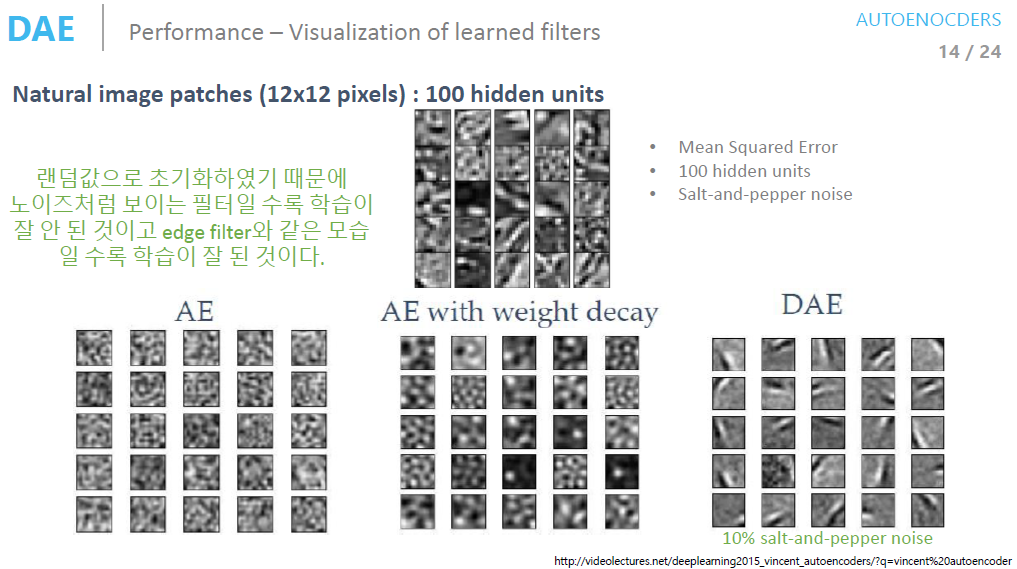 DAE
Performance – Visualization of learned filters
AUTOENOCDERS
14 / 24
Natural image patches (12x12 pixels) : 100 hidden units
• Mean Squared Error
• 100 hidden units
• Salt-and-pepper noise
랜덤값으로 초기화하였기 때문에
노이즈처럼 보이는 필터일 수록 학습이
잘 안 된 것이고 edge filter와 같은 모습
일 수록 학습이 잘 된 것이다.
AE
AE with weight decay
DAE
10% salt-and-pepper noise
http://videolectures.net/deeplearning2015_vincent_autoencoders/?q=vincent%20autoencoder